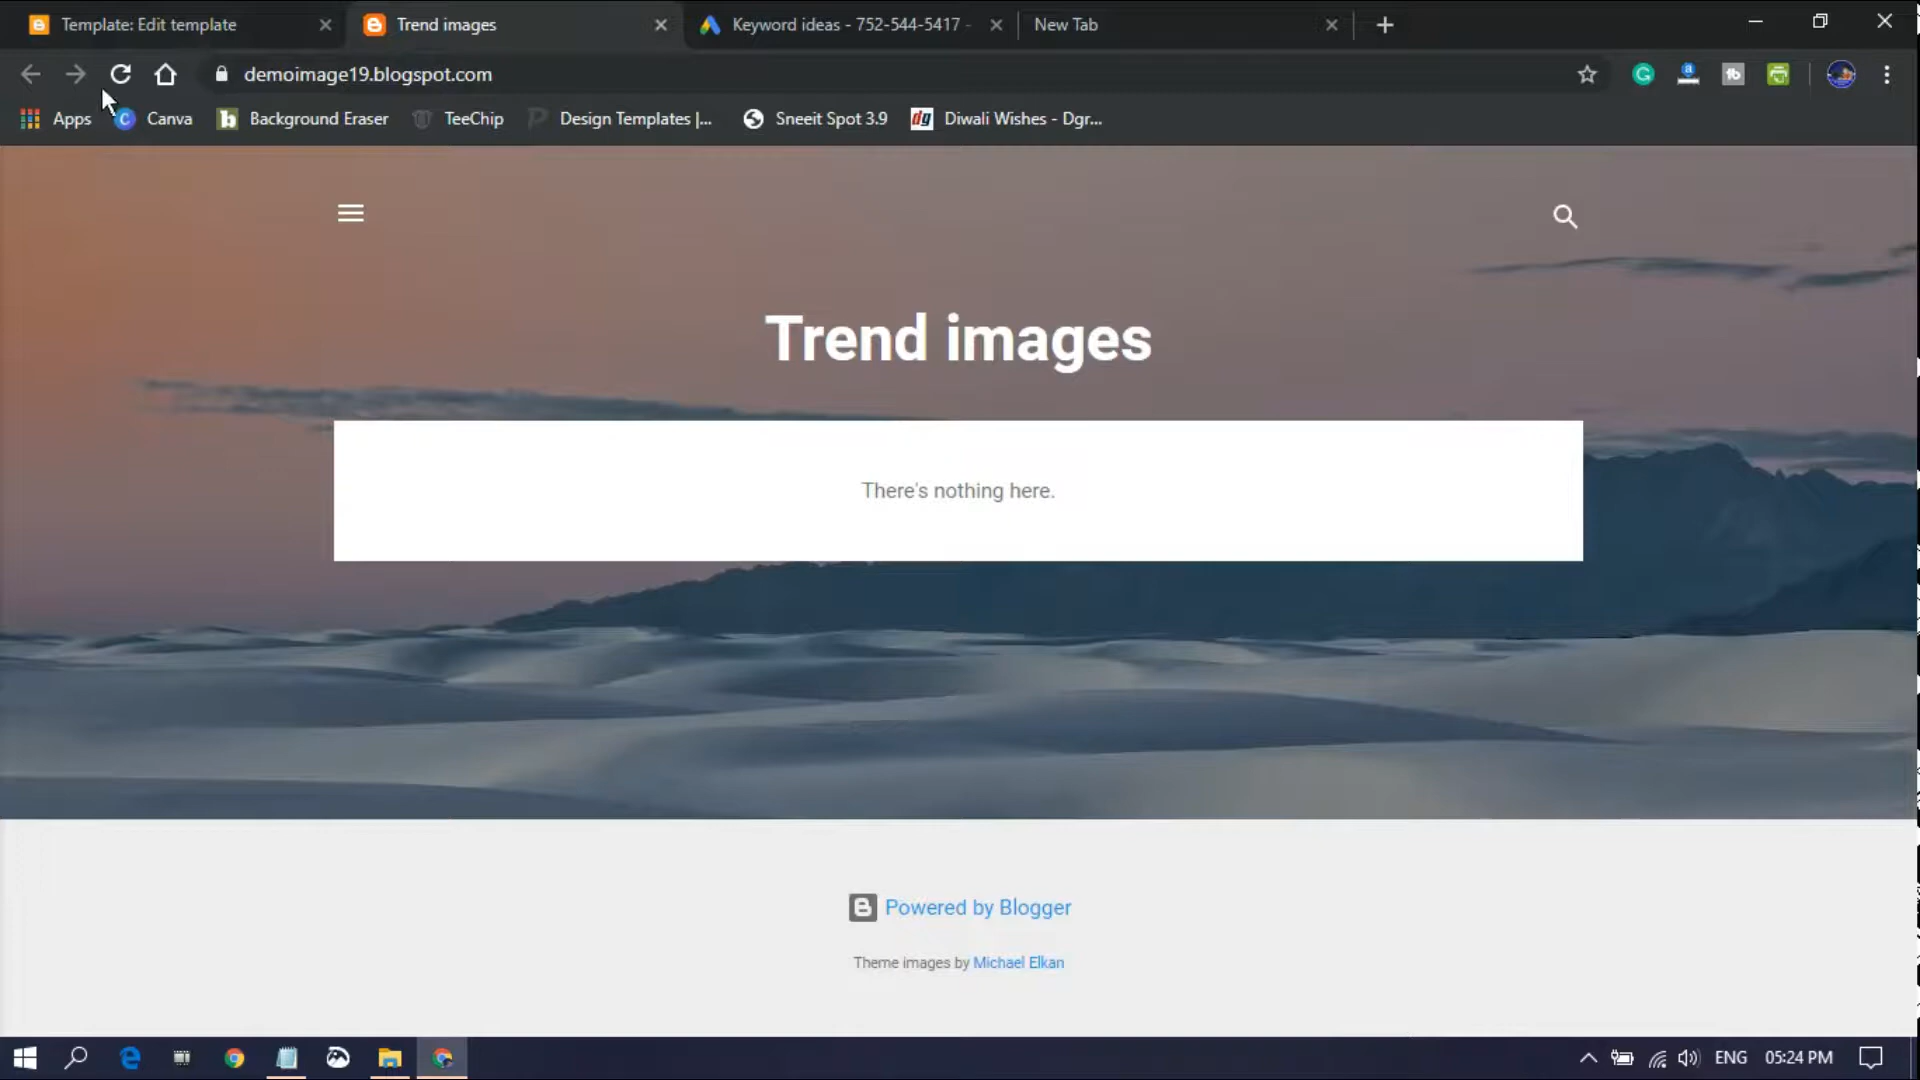 Template: Edit template
Trend images
Keyword ideas - 752-544-5417 -
New Tab
demoimage19.blogspot.com
Apps
Canva
Background Eraser
TeeChip
Design Templates |...
Sneeit Spot 3.9
Diwali Wishes - Dgr...
Trend images
There's nothing here.
Powered by Blogger
Theme images by Michael Elkan
ENG
05:24 PM